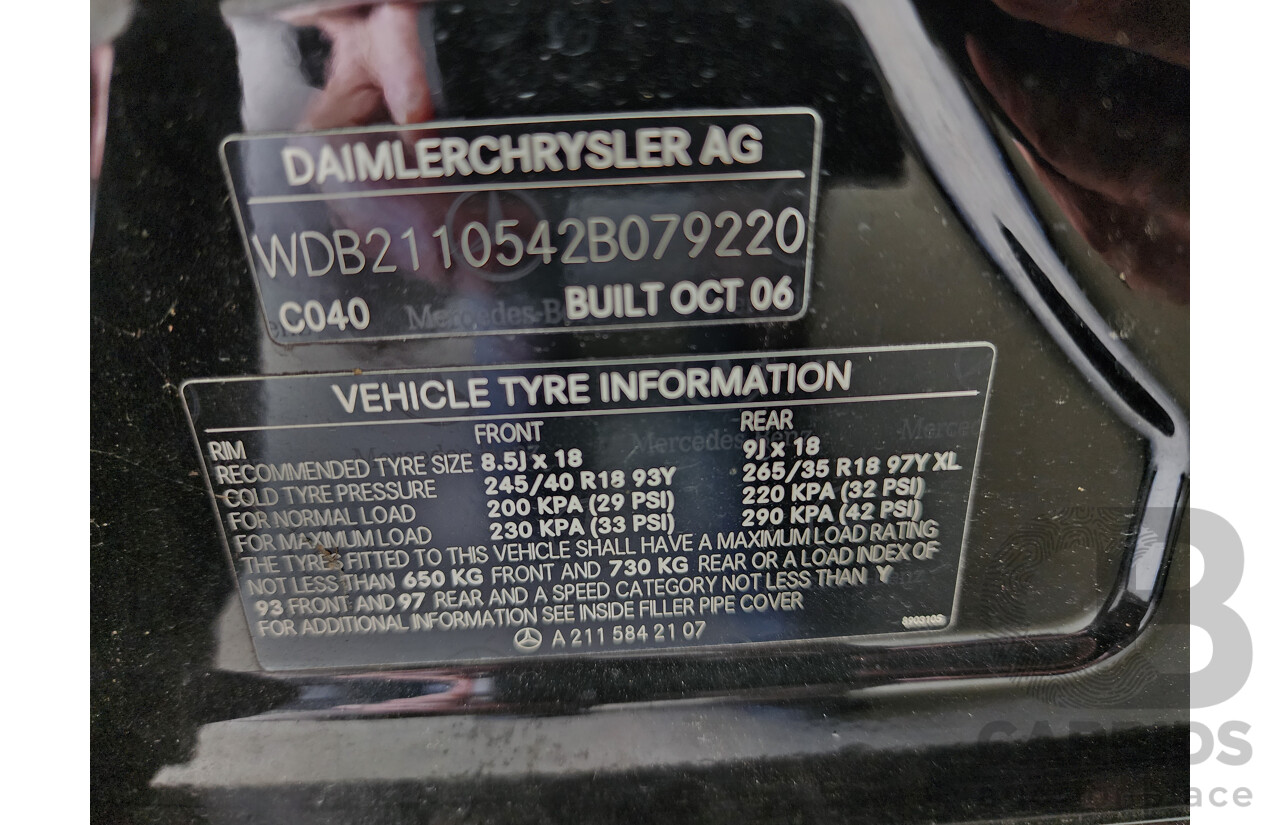 DAIMLERCHRYSLER AG
WDB2110542B079220
C040 BUILT OCT 06
Mercedes-Benz
VEHICLE TYRE INFORMATION
FRONT REAR
RIM 8.5J x 18 9J x 18
RECOMMENDED TYRE SIZE 245/40 R18 93Y 265/35 R18 97Y XL
COLD TYRE PRESSURE
FOR NORMAL LOAD 200 KPA (29 PSI) 220 KPA (32 PSI)
FOR MAXIMUM LOAD 230 KPA (33 PSI) 290 KPA (42 PSI)
THE TYRES FITTED TO THIS VEHICLE SHALL HAVE A MAXIMUM LOAD RATING
NOT LESS THAN 650 KG FRONT AND 730 KG REAR OR A LOAD INDEX OF
93 FRONT AND 97 REAR AND A SPEED CATEGORY NOT LESS THAN Y
FOR ADDITIONAL INFORMATION SEE INSIDE FILLER PIPE COVER
A 211 584 21 07
8903105